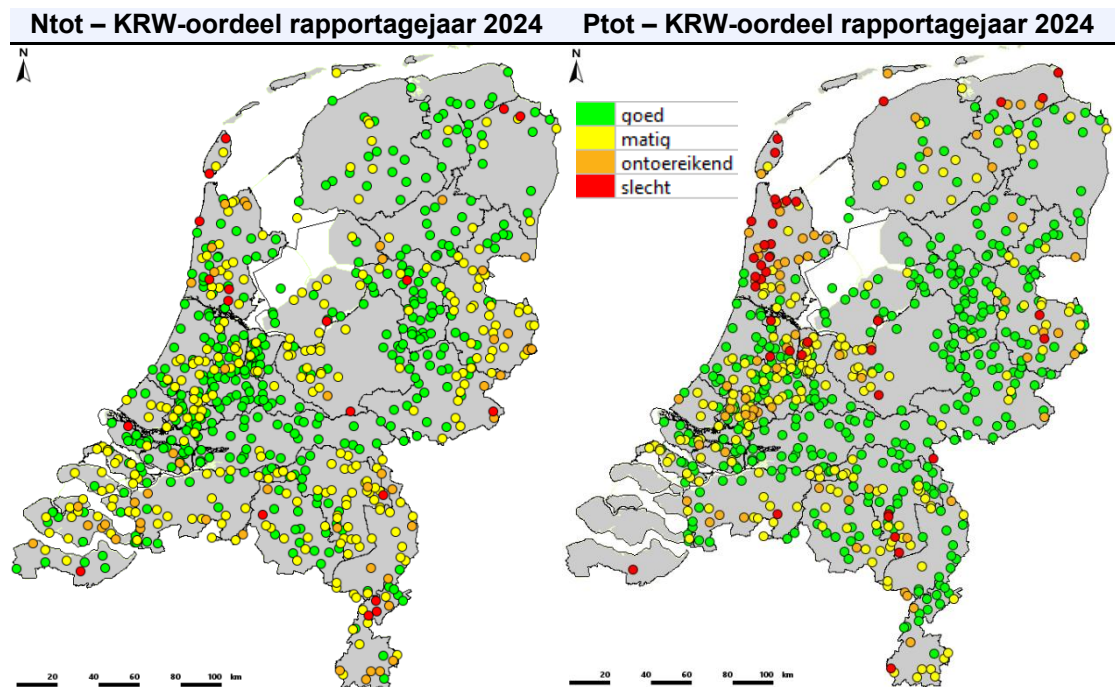 Ntot – KRW-oordeel rapportagejaar 2024
Ptot – KRW-oordeel rapportagejaar 2024
N
N
goed
matig
ontoereikend
slecht
20 40 60 80 100 km
20 40 60 80 100 km